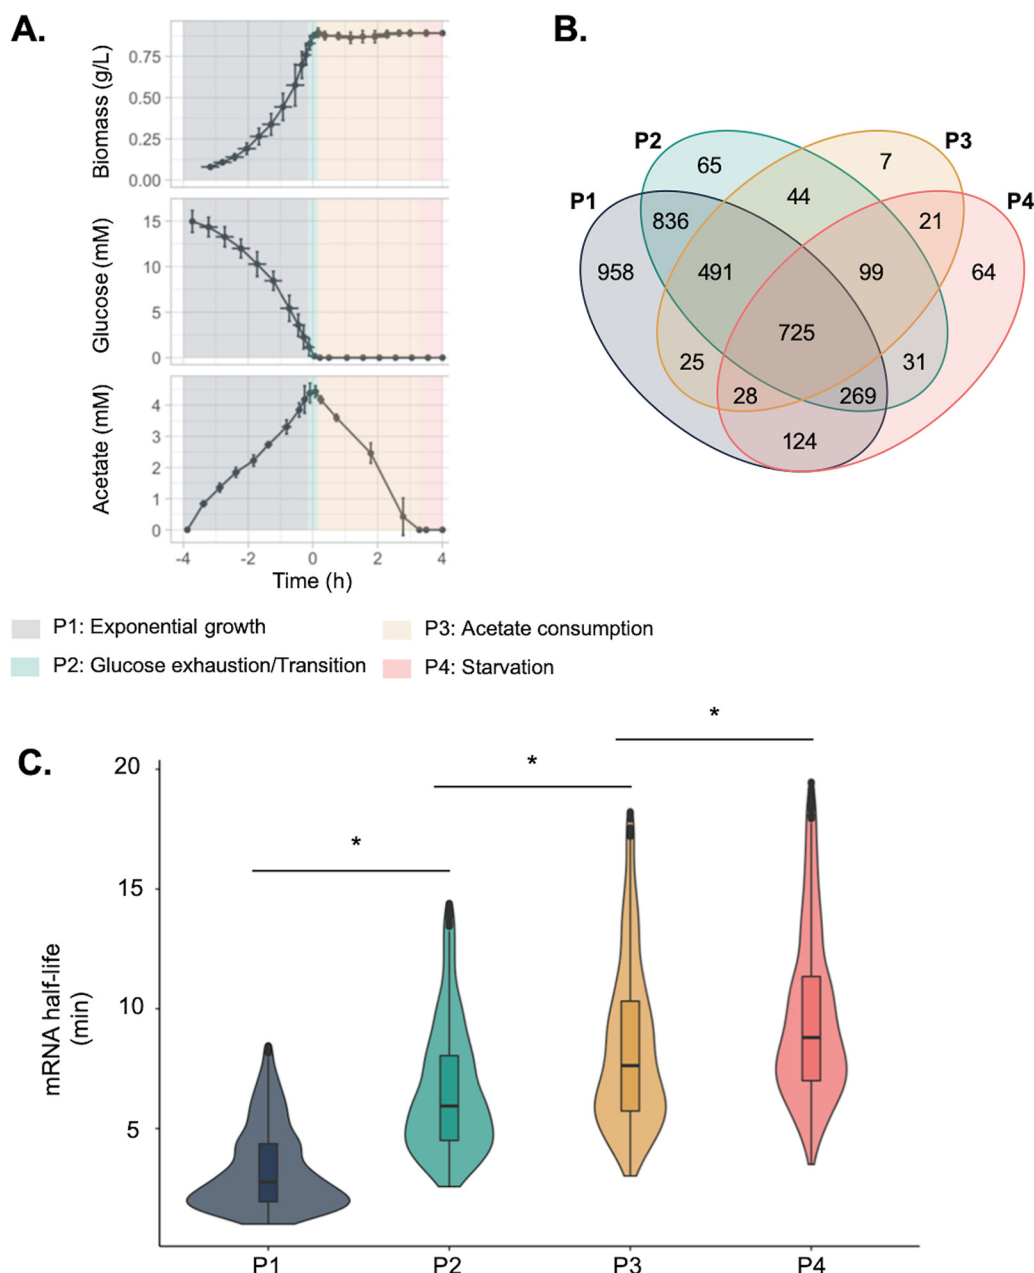 A.
Biomass (g/L)
0.75
0.50
0.25
0.00
Glucose (mM)
15
10
5
0
Acetate (mM)
4
3
2
1
0
-4 -2 0 2 4
Time (h)
B.
P2 P3
65 7
44
P1 P4
836 21
958 491 99 64
725
25 31
28 269
124
P1: Exponential growth
P3: Acetate consumption
P2: Glucose exhaustion/Transition
P4: Starvation
C.
mRNA half-life
(min)
20
15
10
5
*
*
*
P1 P2 P3 P4